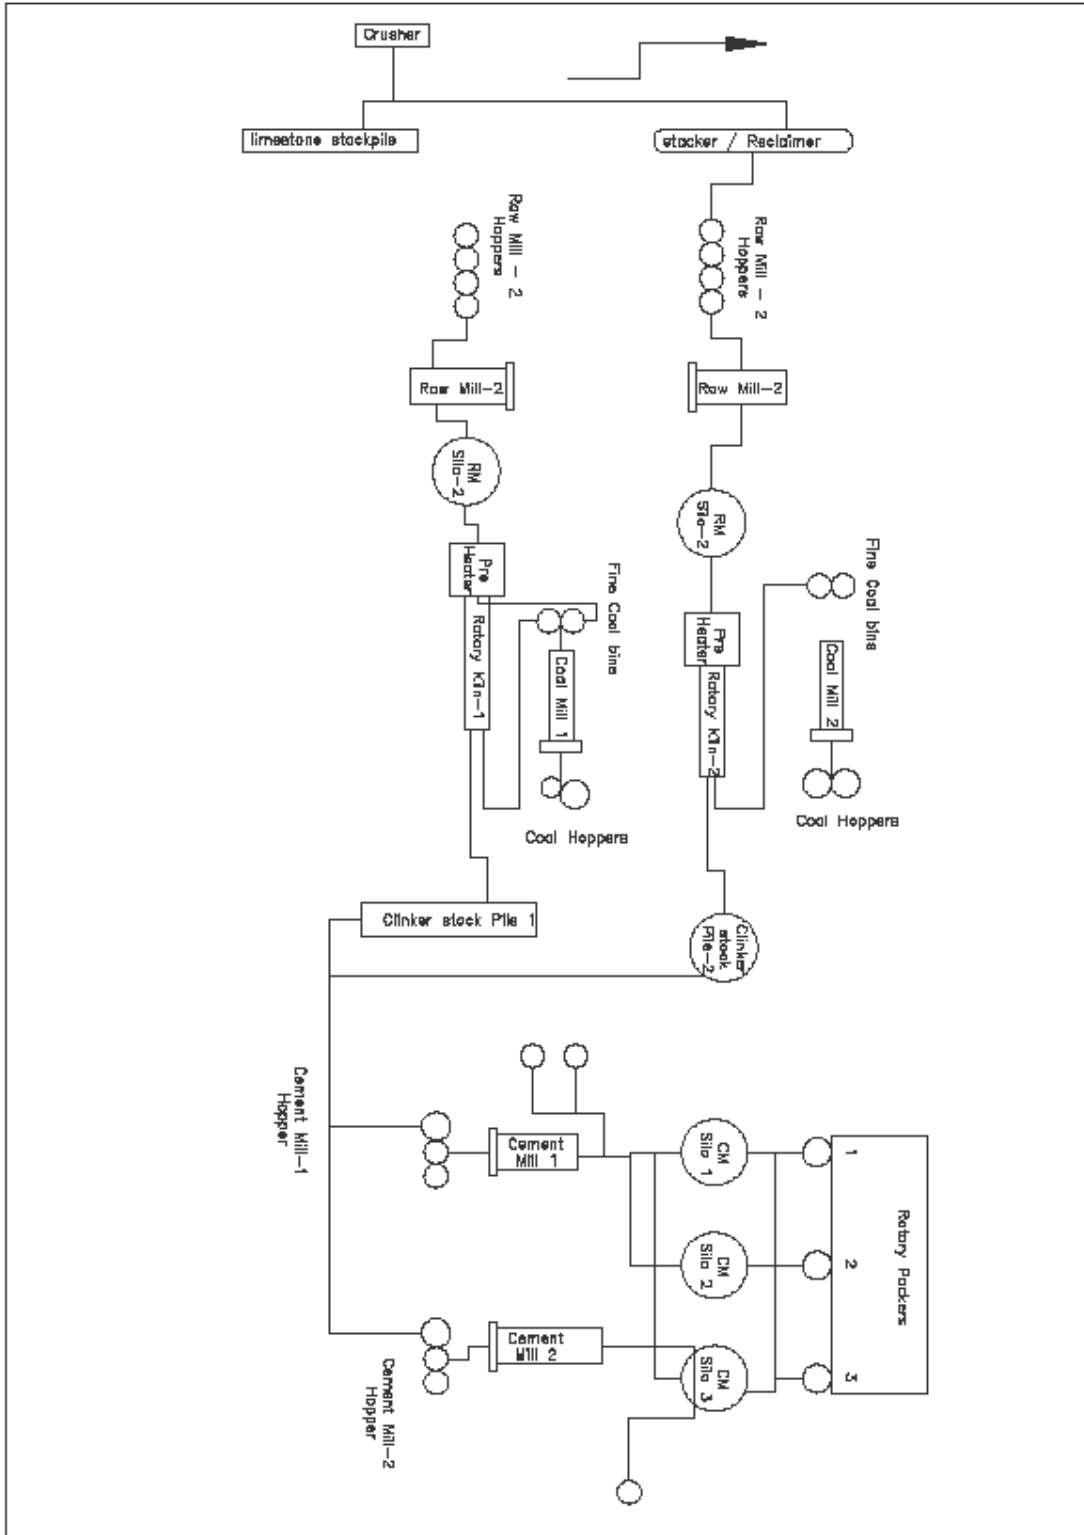 Crusher
limestone stockpile
stocker / Reclaimer
Raw Mill - 2
Hoppers
Raw Mill - 2
Hoppers
Raw Mill-2
Raw Mill-2
RM
Silo-2
RM
Silo-2
Pre
Heater
Rotary Kiln-1
Fine Coal bins
Coal Mill 1
Coal Hoppers
Pre
Heater
Rotary Kiln-2
Fine Coal bins
Coal Mill 2
Coal Hoppers
Clinker stock Pile 1
Clinker
stock
Pile-2
Cement Mill-1
Hopper
Cement
Mill 1
CM
Silo 1
1
CM
Silo 2
2
Rotary Packers
Cement Mill-2
Hopper
Cement
Mill 2
CM
Silo 3
3